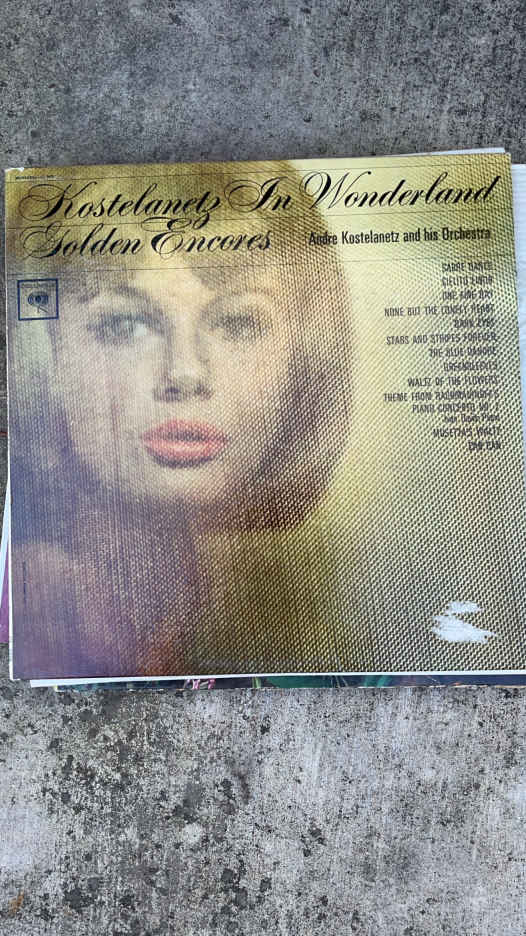 Kostelanetz In Wonderland
Golden Encores
Andre Kostelanetz and his Orchestra
SABRE DANCE
CIELITO LINDO
ONE FINE DAY
NONE BUT THE LONELY HEART
DARK EYES
STARS AND STRIPES FOREVER
THE BLUE DANUBE
GREENSLEEVES
WALTZ OF THE FLOWERS
THEME FROM RACHMANINOFF'S
PIANO CONCERTO NO. 2
MUSETTA'S WALTZ
CAN CAN